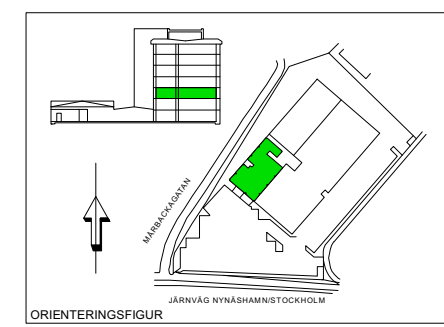 MÅRBACKAGATAN
JÄRNVÄG NYNÄSHAMN/STOCKHOLM
ORIENTERINGSFIGUR